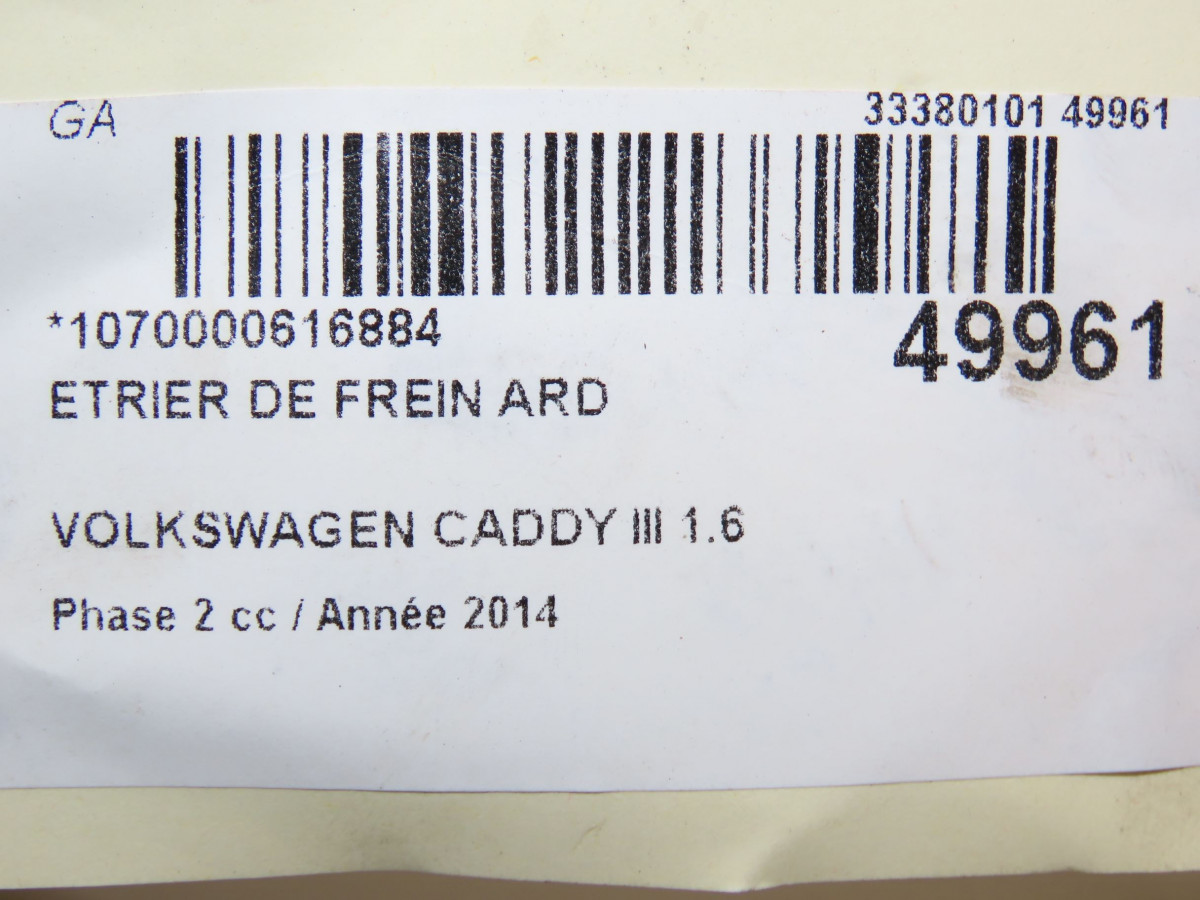 GA 33380101 49961
*1070000616884 49961
ETRIER DE FREIN ARD
VOLKSWAGEN CADDY III 1.6
Phase 2 cc / Année 2014